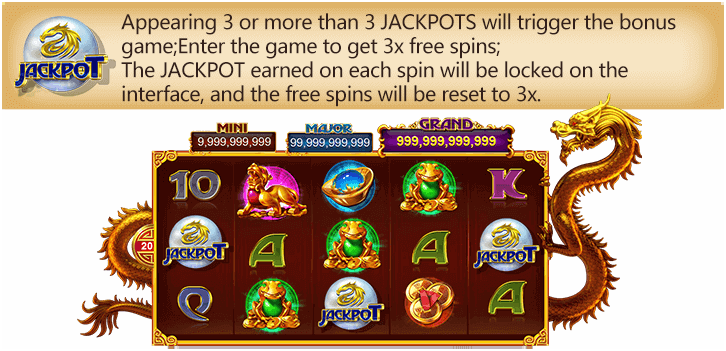 JACKPOT
Appearing 3 or more than 3 JACKPOTS will trigger the bonus
game;Enter the game to get 3x free spins;
The JACKPOT earned on each spin will be locked on the
interface, and the free spins will be reset to 3x.
MINI
MAJOR
GRAND
9,999,999,999
99,999,999,999
999,999,999,999
10
K
JACKPOT
A
A
JACKPOT
20
Q
JACKPOT
A